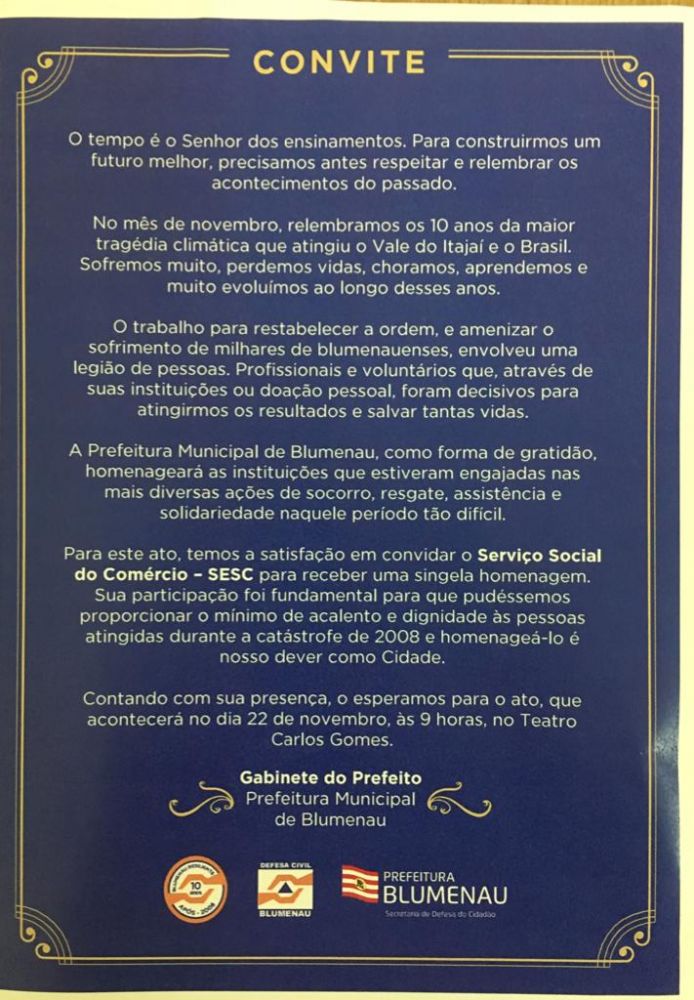 CONVITE
O tempo é o Senhor dos ensinamentos. Para construirmos um
futuro melhor, precisamos antes respeitar e relembrar os
acontecimentos do passado.
No mês de novembro, relembramos os 10 anos da maior
tragédia climática que atingiu o Vale do Itajaí e o Brasil.
Sofremos muito, perdemos vidas, choramos, aprendemos e
muito evoluímos ao longo desses anos.
O trabalho para restabelecer a ordem, e amenizar o
sofrimento de milhares de blumenauenses, envolveu uma
legião de pessoas. Profissionais e voluntários que, através de
suas instituições ou doação pessoal, foram decisivos para
atingirmos os resultados e salvar tantas vidas.
A Prefeitura Municipal de Blumenau, como forma de gratidão,
homenageará as instituições que estiveram engajadas nas
mais diversas ações de socorro, resgate, assistência e
solidariedade naquele período tão difícil.
Para este ato, temos a satisfação em convidar o Serviço Social
do Comércio – SESC para receber uma singela homenagem.
Sua participação foi fundamental para que pudéssemos
proporcionar o mínimo de acalento e dignidade às pessoas
atingidas durante a catástrofe de 2008 e homenageá-lo é
nosso dever como Cidade.
Contando com sua presença, o esperamos para o ato, que
acontecerá no dia 22 de novembro, às 9 horas, no Teatro
Carlos Gomes.
Gabinete do Prefeito
Prefeitura Municipal
de Blumenau
BLUMENAU RESILIENTE
10
ANOS
APÓS - 2008
DEFESA CIVIL
BLUMENAU
PREFEITURA
BLUMENAU
Secretaria de Defesa do Cidadão